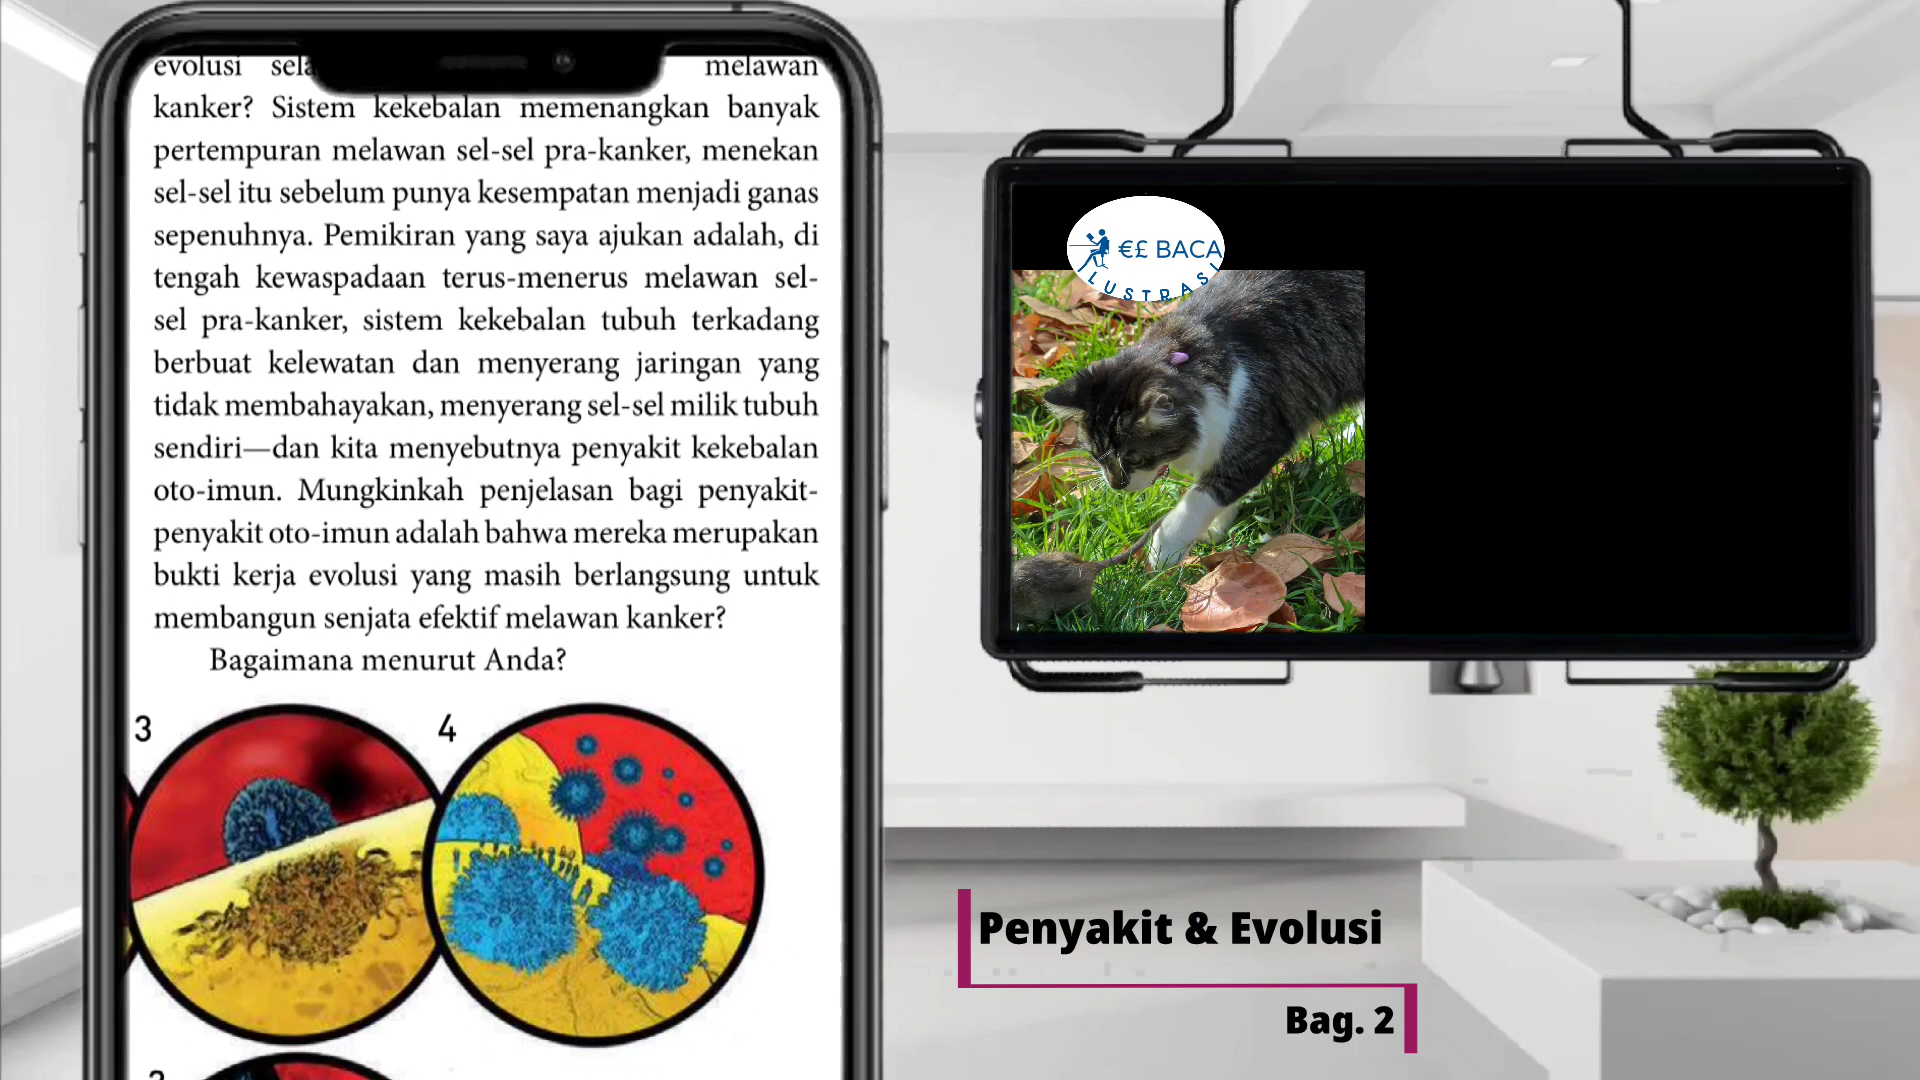 evolusi sela melawan
kanker? Sistem kekebalan memenangkan banyak
pertempuran melawan sel-sel pra-kanker, menekan
sel-sel itu sebelum punya kesempatan menjadi ganas
sepenuhnya. Pemikiran yang saya ajukan adalah, di
tengah kewaspadaan terus-menerus melawan sel-
sel pra-kanker, sistem kekebalan tubuh terkadang
berbuat kelewatan dan menyerang jaringan yang
tidak membahayakan, menyerang sel-sel milik tubuh
sendiri—dan kita menyebutnya penyakit kekebalan
oto-imun. Mungkinkah penjelasan bagi penyakit-
penyakit oto-imun adalah bahwa mereka merupakan
bukti kerja evolusi yang masih berlangsung untuk
membangun senjata efektif melawan kanker?
Bagaimana menurut Anda?
3
4
€£ BACA
ILUSTRASI
Penyakit & Evolusi
Bag. 2